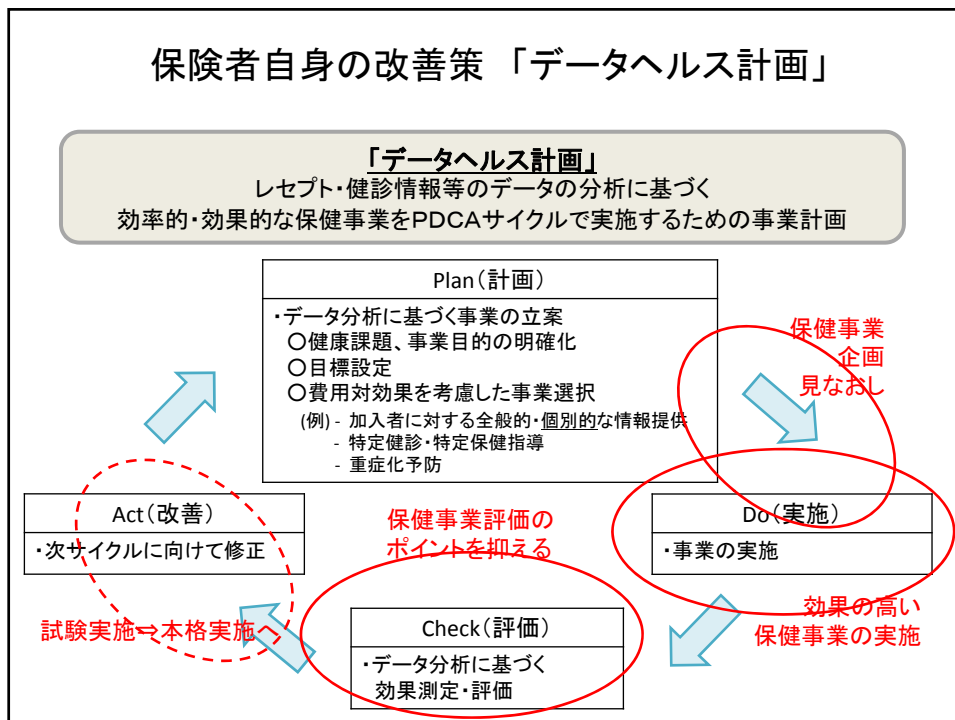 保険者自身の改善策 「データヘルス計画」
「データヘルス計画」
レセプト・健診情報等のデータの分析に基づく
効率的・効果的な保健事業をPDCAサイクルで実施するための事業計画
Plan(計画)
・データ分析に基づく事業の立案
○健康課題、事業目的の明確化
○目標設定
○費用対効果を考慮した事業選択
(例) - 加入者に対する全般的・個別的な情報提供
- 特定健診・特定保健指導
- 重症化予防
保健事業
企画
見なおし
Act(改善)
・次サイクルに向けて修正
保健事業評価の
ポイントを抑える
Do(実施)
・事業の実施
試験実施⇒本格実施へ
Check(評価)
・データ分析に基づく
効果測定・評価
効果の高い
保健事業の実施